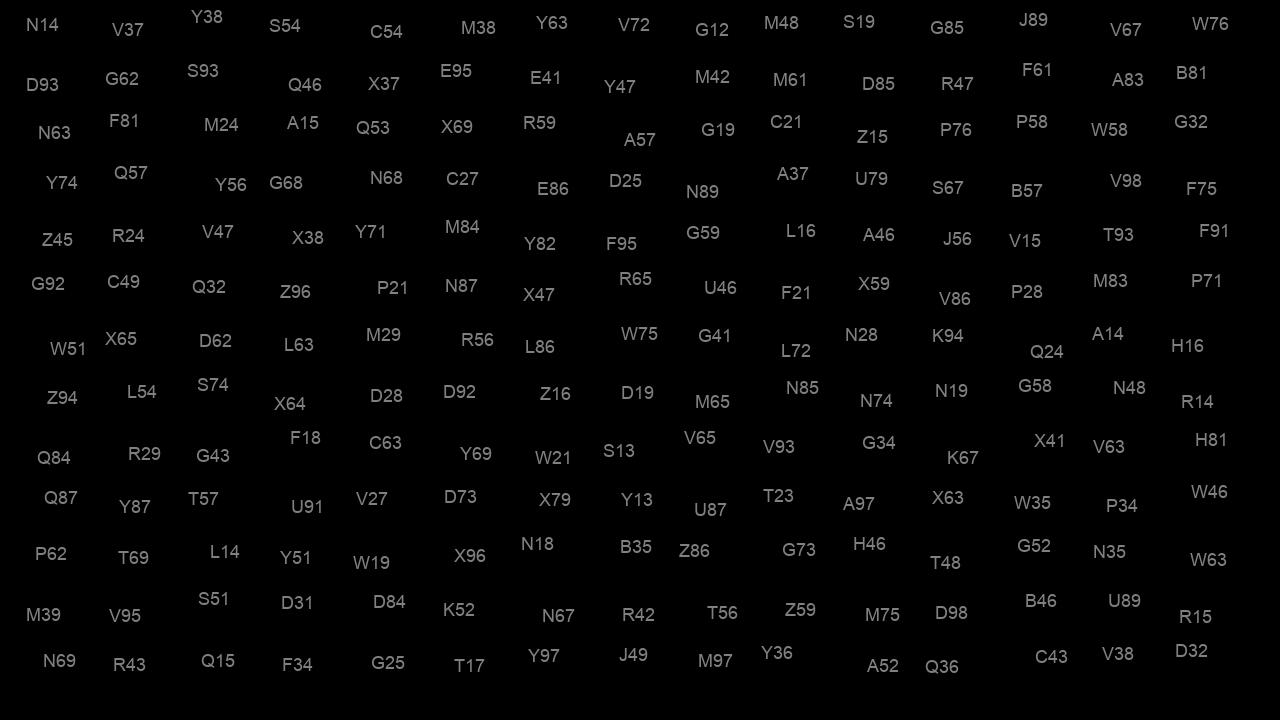 N14 V37 Y38 S54 C54 M38 Y63 V72 G12 M48 S19 G85 J89 V67 W76
D93 G62 S93 Q46 X37 E95 E41 Y47 M42 M61 D85 R47 F61 A83 B81
N63 F81 M24 A15 Q53 X69 R59 A57 G19 C21 Z15 P76 P58 W58 G32
Y74 Q57 Y56 G68 N68 C27 E86 D25 N89 A37 U79 S67 B57 V98 F75
Z45 R24 V47 X38 Y71 M84 Y82 F95 G59 L16 A46 J56 V15 T93 F91
G92 C49 Q32 Z96 P21 N87 X47 R65 U46 F21 X59 V86 P28 M83 P71
W51 X65 D62 L63 M29 R56 L86 W75 G41 L72 N28 K94 Q24 A14 H16
Z94 L54 S74 X64 D28 D92 Z16 D19 M65 N85 N74 N19 G58 N48 R14
Q84 R29 G43 F18 C63 Y69 W21 S13 V65 V93 G34 K67 X41 V63 H81
Q87 Y87 T57 U91 V27 D73 X79 Y13 U87 T23 A97 X63 W35 P34 W46
P62 T69 L14 Y51 W19 X96 N18 B35 Z86 G73 H46 T48 G52 N35 W63
M39 V95 S51 D31 D84 K52 N67 R42 T56 Z59 M75 D98 B46 U89 R15
N69 R43 Q15 F34 G25 T17 Y97 J49 M97 Y36 A52 Q36 C43 V38 D32